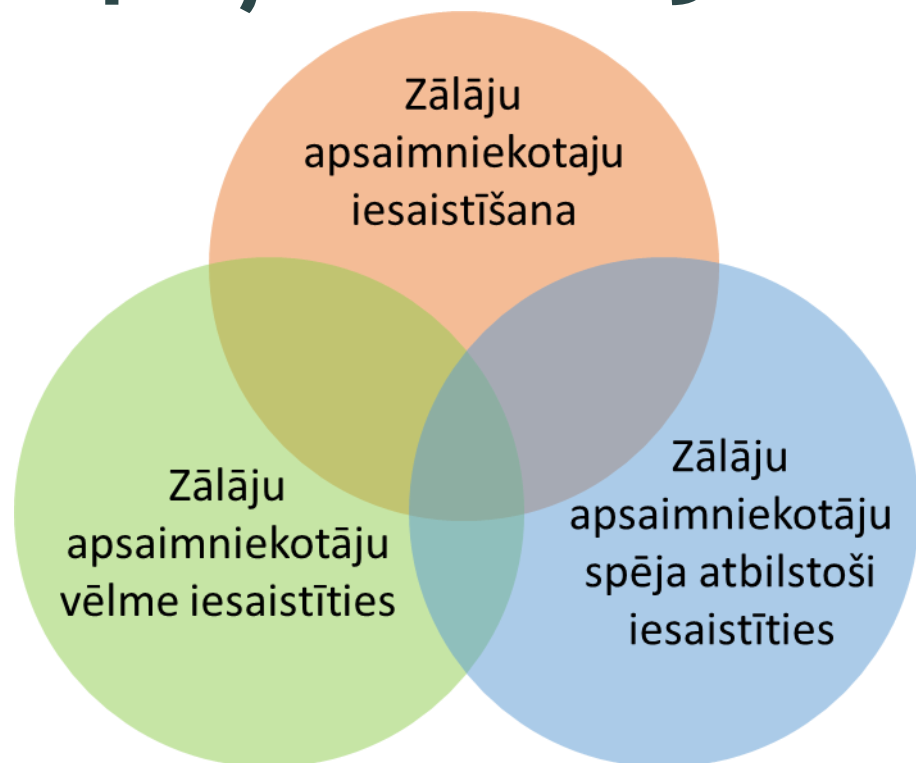 Zālāju
apsaimniekotaju
iesaistīšana
Zālāju
apsaimniekotāju
vēlme iesaistīties
Zālāju
apsaimniekotāju
spēja atbilstoši
iesaistīties